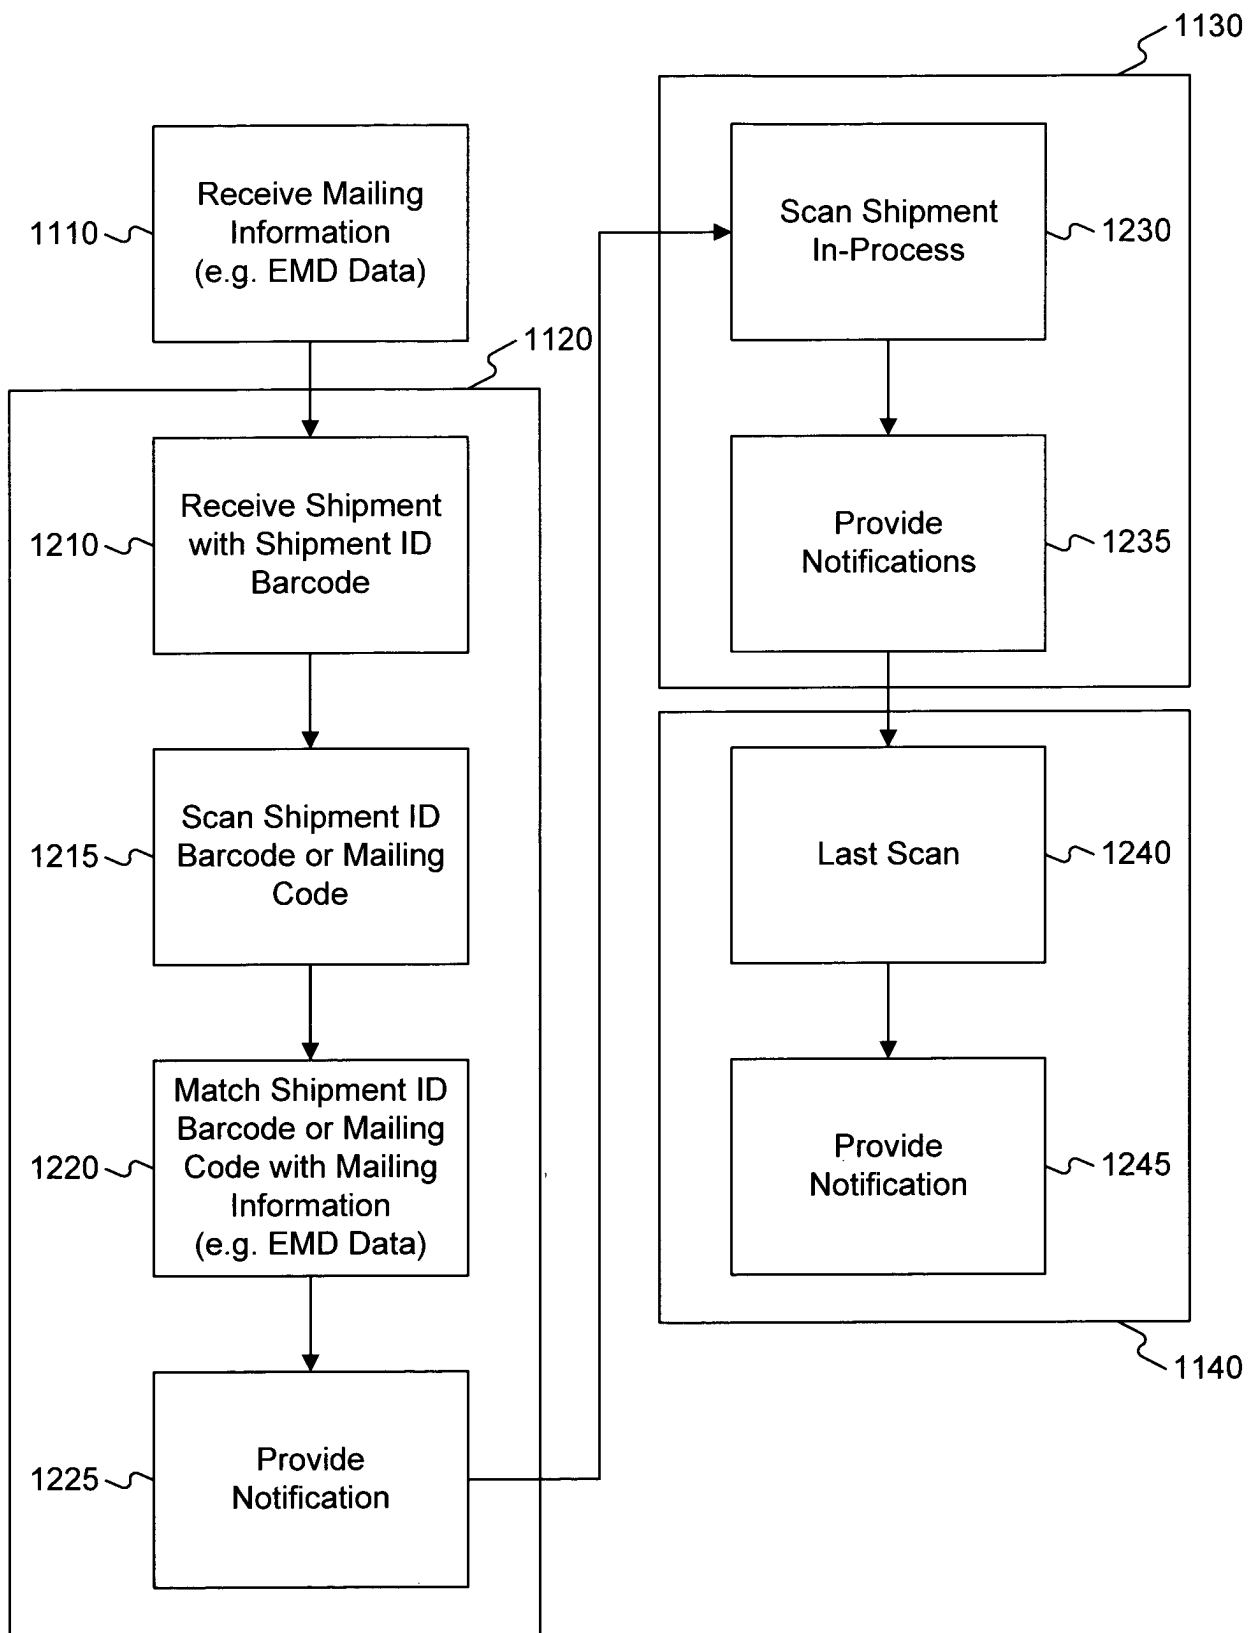 1110
Receive Mailing
Information
(e.g. EMD Data)
1120
1210
Receive Shipment
with Shipment ID
Barcode
1215
Scan Shipment ID
Barcode or Mailing
Code
1220
Match Shipment ID
Barcode or Mailing
Code with Mailing
Information
(e.g. EMD Data)
1225
Provide
Notification
1130
Scan Shipment
In-Process
1230
Provide
Notifications
1235
Last Scan
1240
Provide
Notification
1245
1140